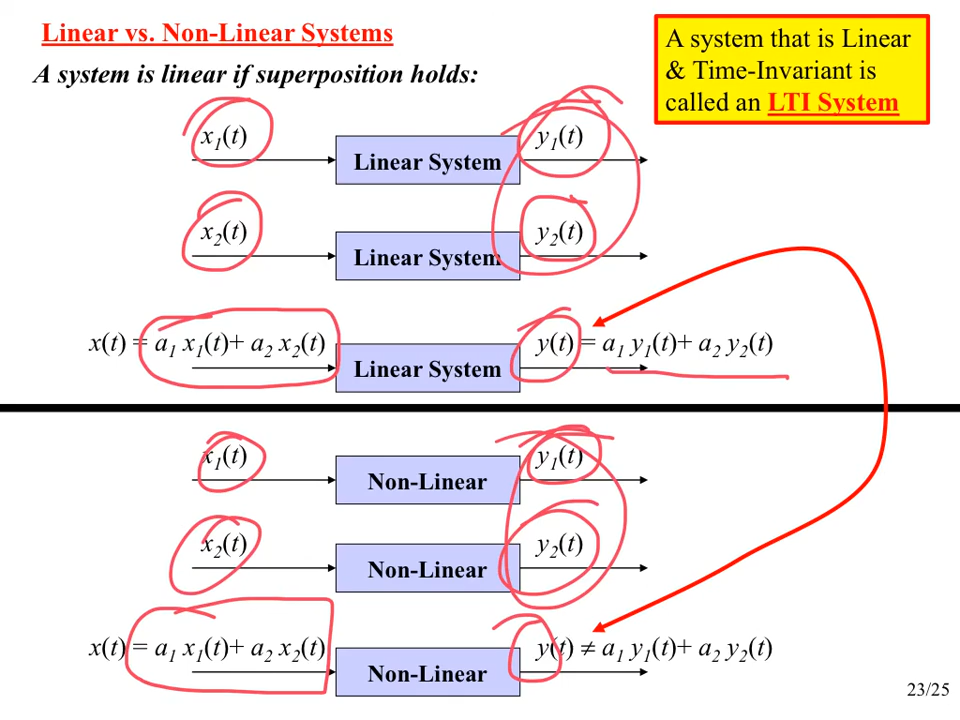 Linear vs. Non-Linear Systems
A system is linear if superposition holds:
A system that is Linear
& Time-Invariant is
called an LTI System
x₁(t)
Linear System
y₁(t)
x₂(t)
Linear System
y₂(t)
x(t) = a₁ x₁(t)+ a₂ x₂(t)
Linear System
y(t) = a₁ y₁(t)+ a₂ y₂(t)
x₁(t)
Non-Linear
y₁(t)
x₂(t)
Non-Linear
y₂(t)
x(t) = a₁ x₁(t)+ a₂ x₂(t)
Non-Linear
y(t) ≠ a₁ y₁(t)+ a₂ y₂(t)
23/25